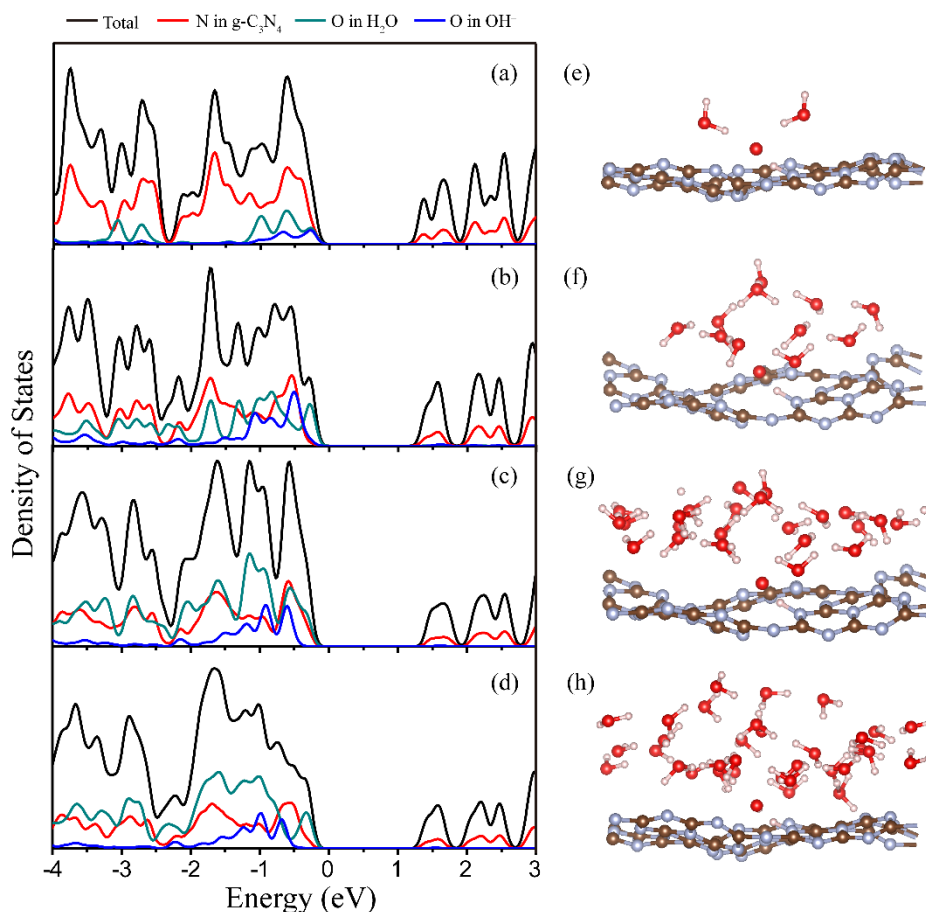 Total N in g-C₃N₄ O in H₂O O in OH⁻
(a) (e)
(b) (f)
(c) (g)
(d) (h)
Density of States
-4 -3 -2 -1 0 1 2 3
Energy (eV)